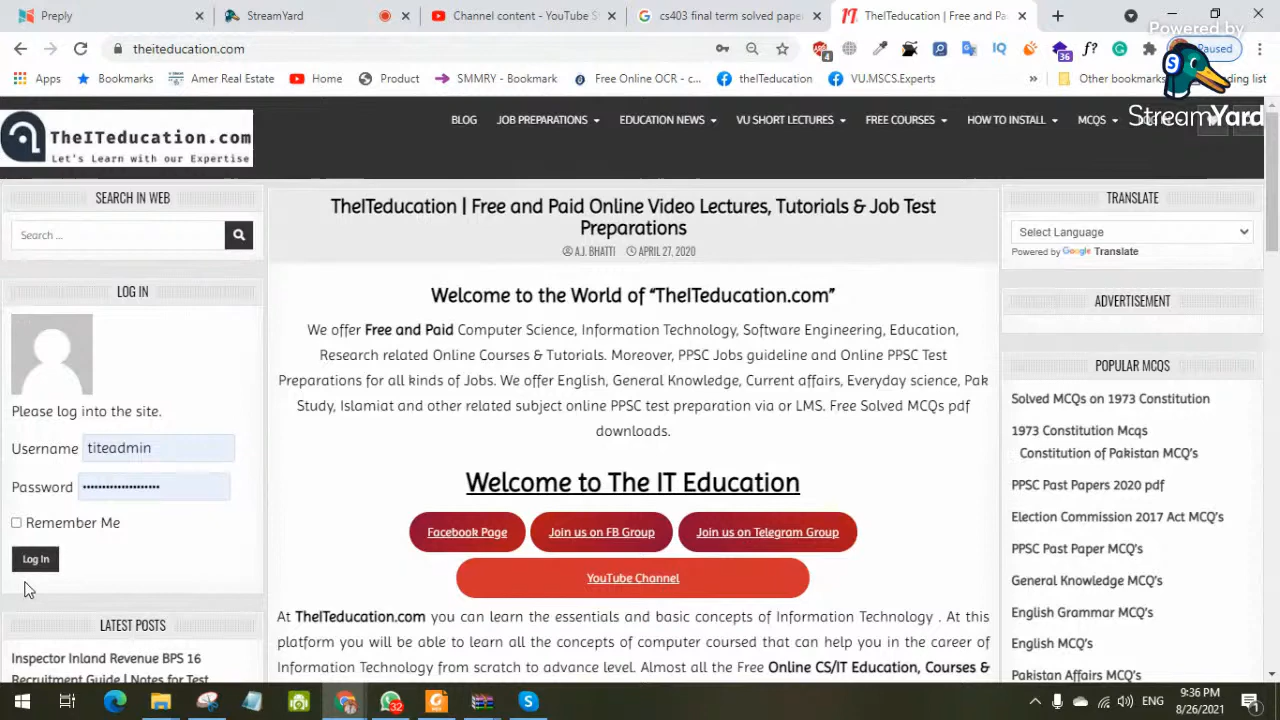 Preply
StreamYard
Channel content - YouTube S
cs403 final term solved paper
TheITeducation | Free and Pa
Powered by
theiteducation.com
4
IQ
36
f?
Paused
Apps
Bookmarks
Amer Real Estate
Home
Product
SMMRY - Bookmark
Free Online OCR - c...
theITeducation
VU.MSCS.Experts
»
Other bookmarks
StreamYard
TheITeducation.com
Let's Learn with our Expertise
BLOG
JOB PREPARATIONS
EDUCATION NEWS
VU SHORT LECTURES
FREE COURSES
HOW TO INSTALL
MCQS
SEARCH IN WEB
Search ...
LOG IN
Please log into the site.
Username titeadmin
Password ••••••••••••••••••••
Remember Me
Log In
LATEST POSTS
Inspector Inland Revenue BPS 16
Recruitment Guide | Notes for Test
TheITeducation | Free and Paid Online Video Lectures, Tutorials & Job Test
Preparations
A.J. BHATTI APRIL 27, 2020
Welcome to the World of “TheITeducation.com”
We offer Free and Paid Computer Science, Information Technology, Software Engineering, Education,
Research related Online Courses & Tutorials. Moreover, PPSC Jobs guideline and Online PPSC Test
Preparations for all kinds of Jobs. We offer English, General Knowledge, Current affairs, Everyday science, Pak
Study, Islamiat and other related subject online PPSC test preparation via or LMS. Free Solved MCQs pdf
downloads.
Welcome to The IT Education
Facebook Page
Join us on FB Group
Join us on Telegram Group
YouTube Channel
At TheITeducation.com you can learn the essentials and basic concepts of Information Technology . At this
platform you will be able to learn all the concepts of computer coursed that can help you in the career of
Information Technology from scratch to advance level. Almost all the Free Online CS/IT Education, Courses &
TRANSLATE
Select Language
Powered by Google Translate
ADVERTISEMENT
POPULAR MCQS
Solved MCQs on 1973 Constitution
1973 Constitution Mcqs
Constitution of Pakistan MCQ’s
PPSC Past Papers 2020 pdf
Election Commission 2017 Act MCQ’s
PPSC Past Paper MCQ’s
General Knowledge MCQ’s
English Grammar MCQ’s
English MCQ’s
Pakistan Affairs MCQ’s
32
ENG
9:36 PM
8/26/2021
1